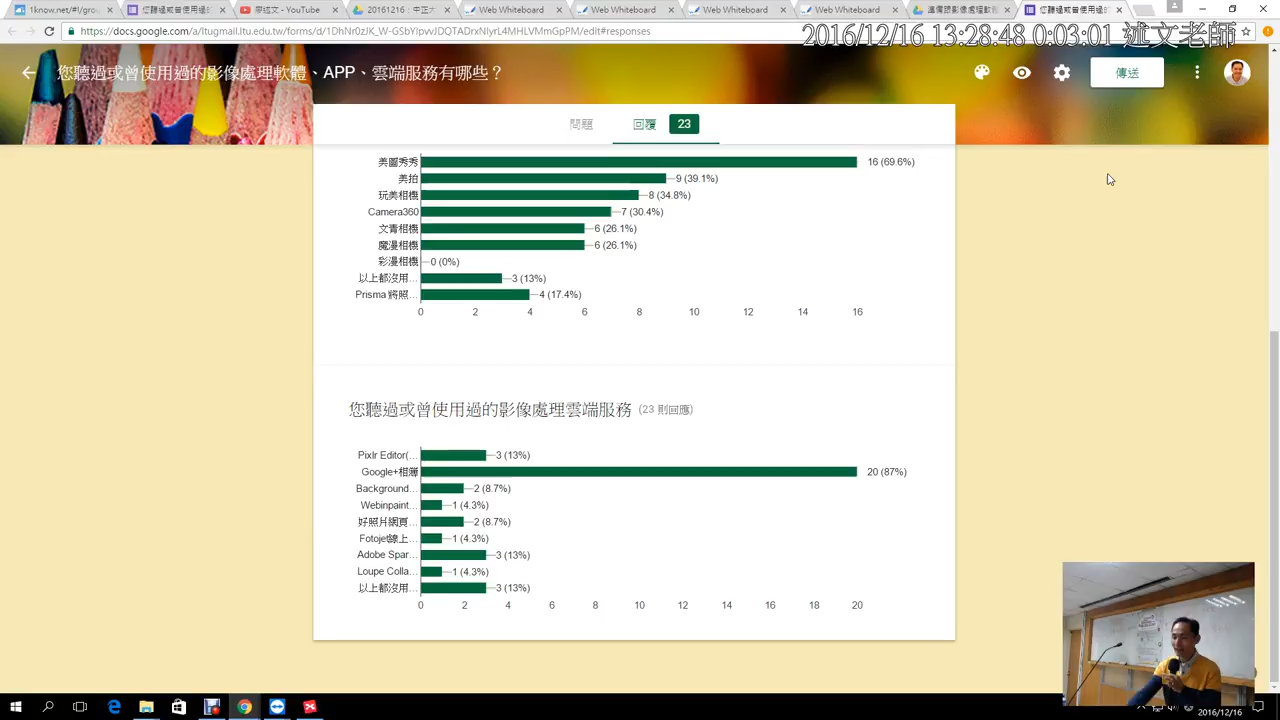 1know.net/#!/grou
您聽過或曾使用過的
廖述文 - YouTube
20161216：中正大
Web Whiteboard
Web Whiteboard
Web Whiteboard
Web Whiteboard
您聽過或曾使用過的
https://docs.google.com/a/ltugmail.ltu.edu.tw/forms/d/1DhNr0zJK_W-GSbYlpvvJDQTADrxNlyrL4MHLVMmGpPM/edit#responses
2016/12/16 13:28:48 0:03:01 述文老師
您聽過或曾使用過的影像處理軟體、APP、雲端服務有哪些？
傳送
問題
回覆 23
美圖秀秀 16 (69.6%)
美拍 9 (39.1%)
玩美相機 8 (34.8%)
Camera360 7 (30.4%)
文青相機 6 (26.1%)
魔漫相機 6 (26.1%)
彩漫相機 0 (0%)
以上都沒用... 3 (13%)
Prisma 將照... 4 (17.4%)
0 2 4 6 8 10 12 14 16
您聽過或曾使用過的影像處理雲端服務 (23 則回應)
Pixlr Editor(... 3 (13%)
Google+相簿 20 (87%)
Background... 2 (8.7%)
Webinpaint... 1 (4.3%)
好照片網頁... 2 (8.7%)
Fotojet線上... 1 (4.3%)
Adobe Spar... 3 (13%)
Loupe Colla... 1 (4.3%)
以上都沒用... 3 (13%)
0 2 4 6 8 10 12 14 16 18 20
2016/12/16